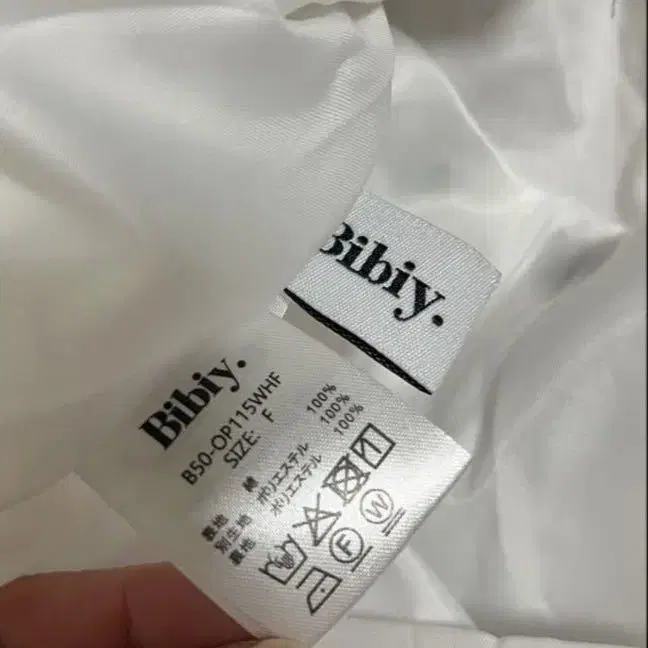 Bibiy.
Bibiy.
B50-OP115WHF
SIZE: F
表地 綿 100%
別生地 ポリエステル 100%
裏地 ポリエステル 100%
F
W